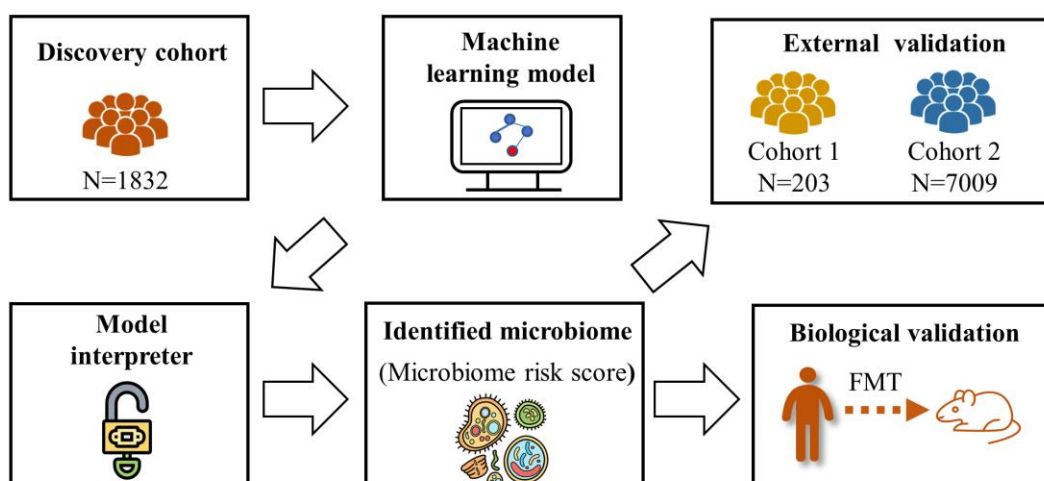 Discovery cohort
N=1832
Machine
learning model
External validation
Cohort 1
N=203
Cohort 2
N=7009
Model
interpreter
Identified microbiome
(Microbiome risk score)
Biological validation
FMT